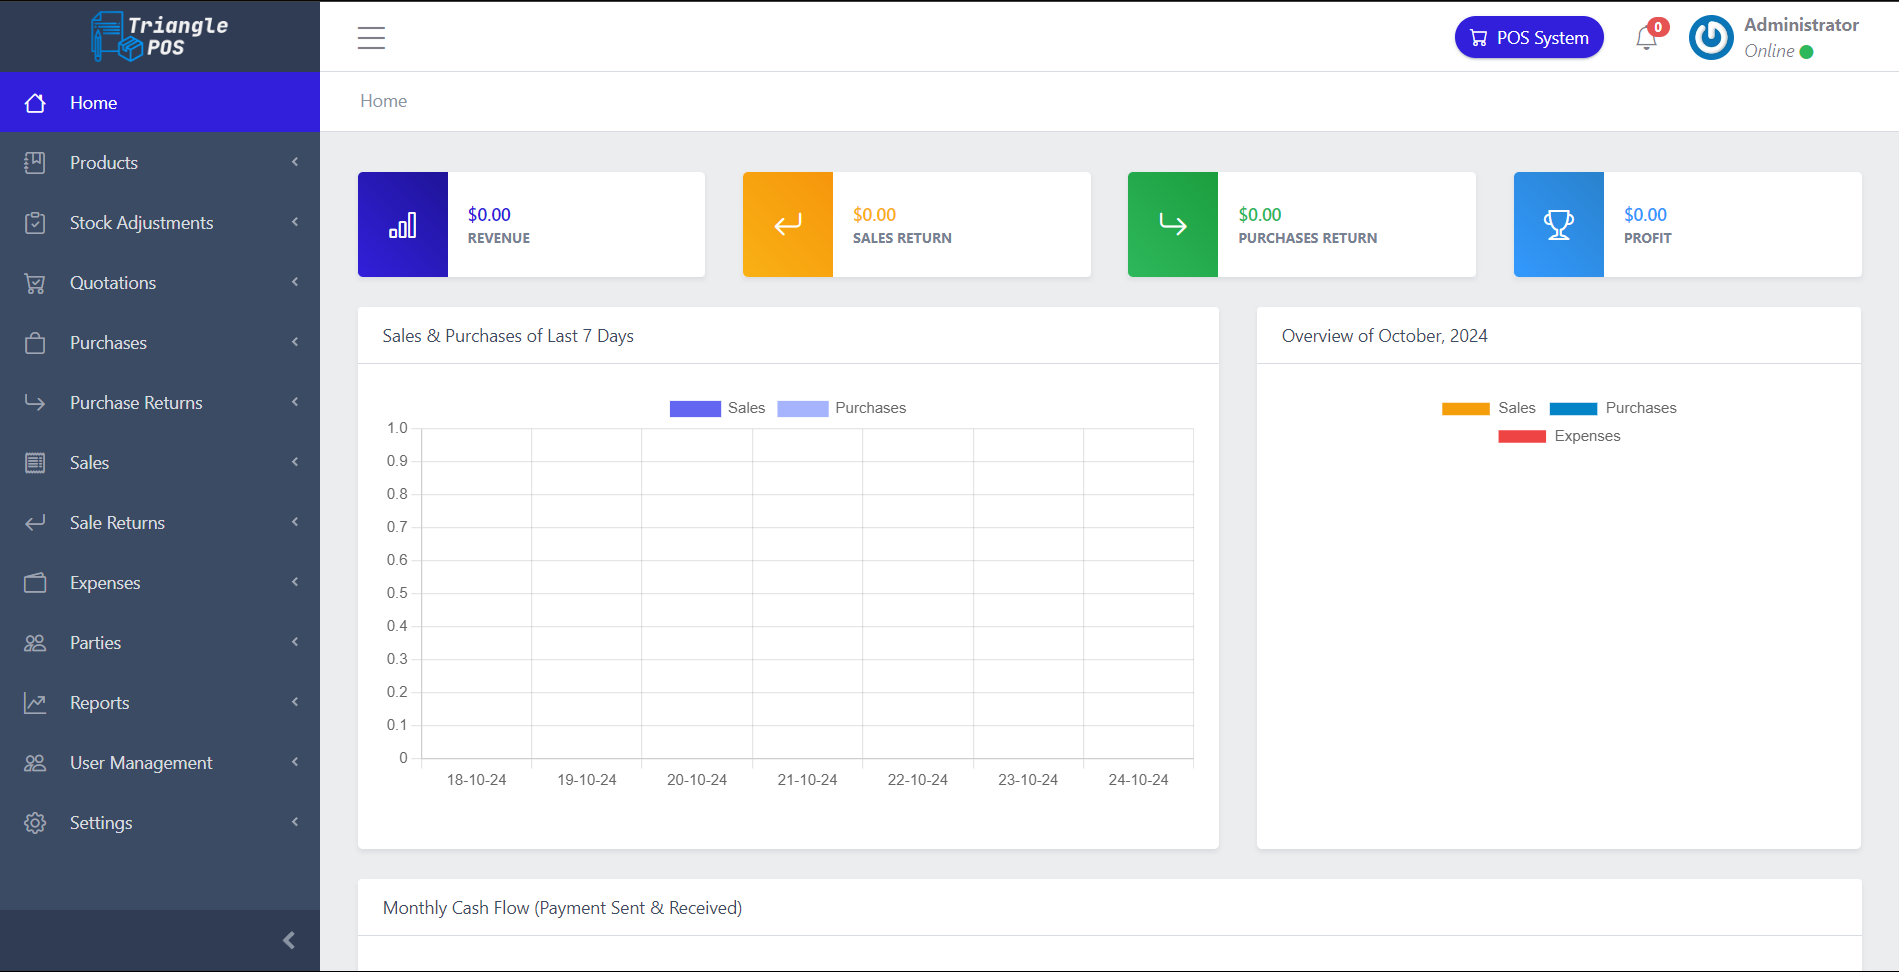 Triangle
POS
POS System
0
Administrator
Online
Home
Products
Stock Adjustments
Quotations
Purchases
Purchase Returns
Sales
Sale Returns
Expenses
Parties
Reports
User Management
Settings
Home
$0.00
REVENUE
$0.00
SALES RETURN
$0.00
PURCHASES RETURN
$0.00
PROFIT
Sales & Purchases of Last 7 Days
Sales Purchases
1.0
0.9
0.8
0.7
0.6
0.5
0.4
0.3
0.2
0.1
0
18-10-24 19-10-24 20-10-24 21-10-24 22-10-24 23-10-24 24-10-24
Overview of October, 2024
Sales Purchases
Expenses
Monthly Cash Flow (Payment Sent & Received)